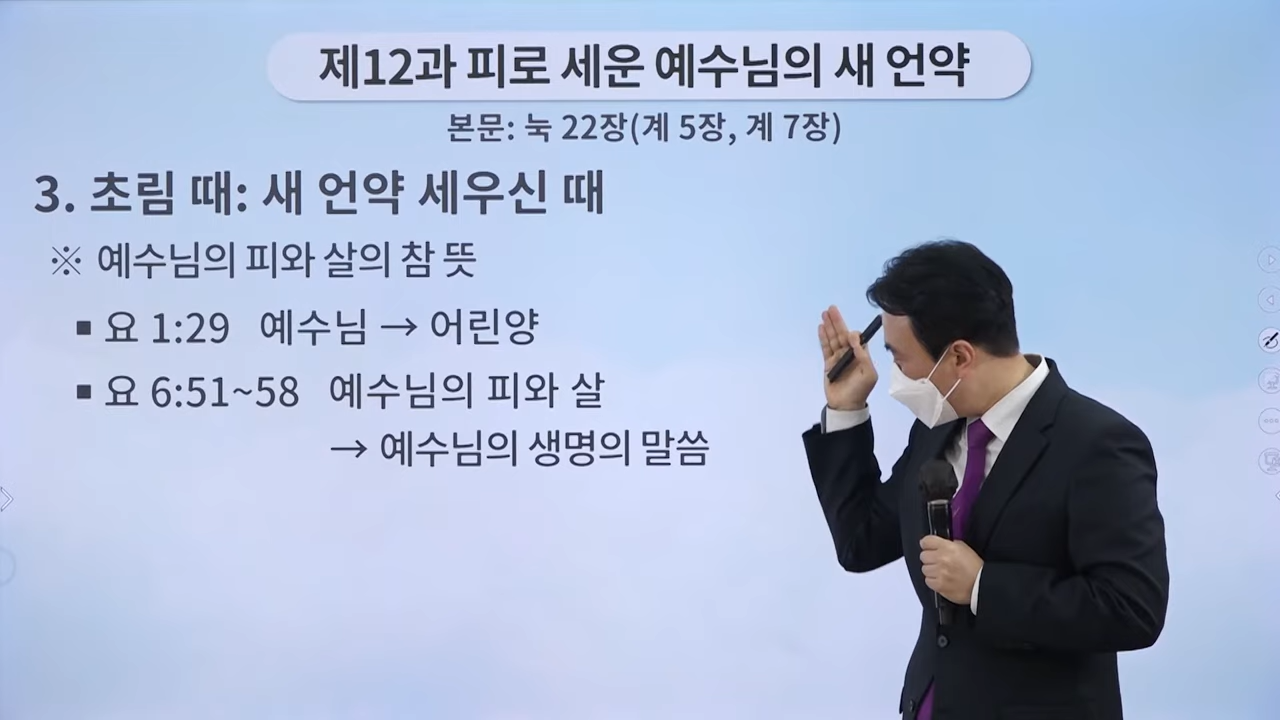 제12과 피로 세운 예수님의 새 언약
본문: 눅 22장(계 5장, 계 7장)
3. 초림 때: 새 언약 세우신 때
※ 예수님의 피와 살의 참 뜻
▪ 요 1:29 예수님 → 어린양
▪ 요 6:51~58 예수님의 피와 살
→ 예수님의 생명의 말씀